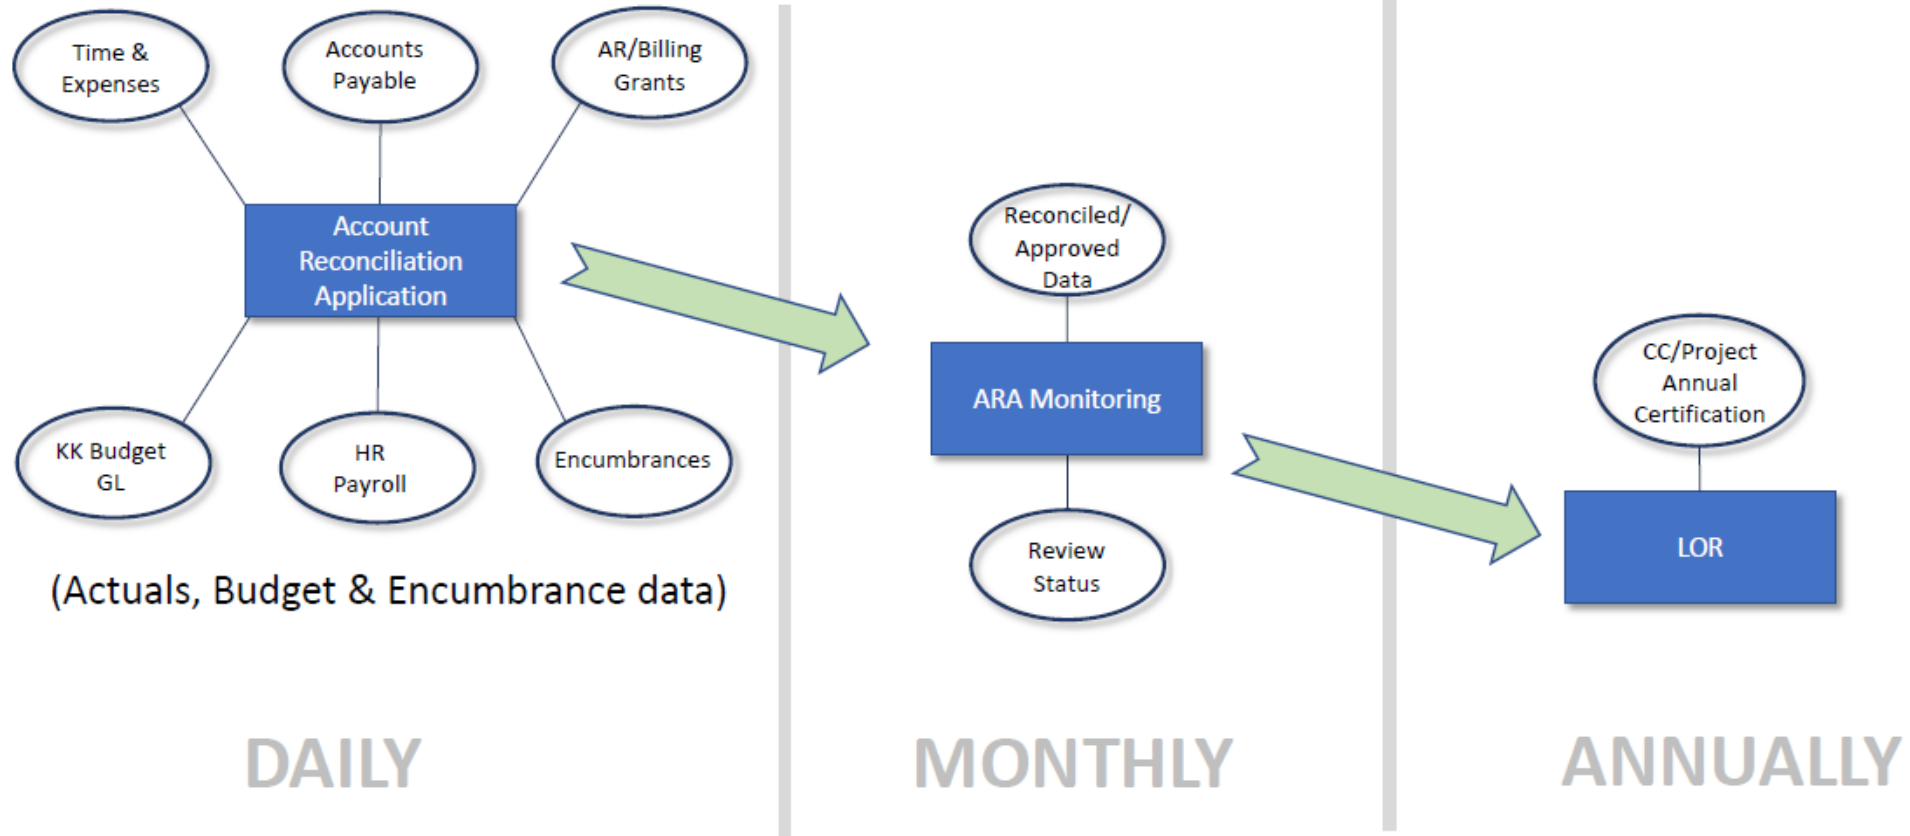 Time &
Expenses
Accounts
Payable
AR/Billing
Grants
Account
Reconciliation
Application
KK Budget
GL
HR
Payroll
Encumbrances
(Actuals, Budget & Encumbrance data)
DAILY
Reconciled/
Approved
Data
ARA Monitoring
Review
Status
MONTHLY
CC/Project
Annual
Certification
LOR
ANNUALLY